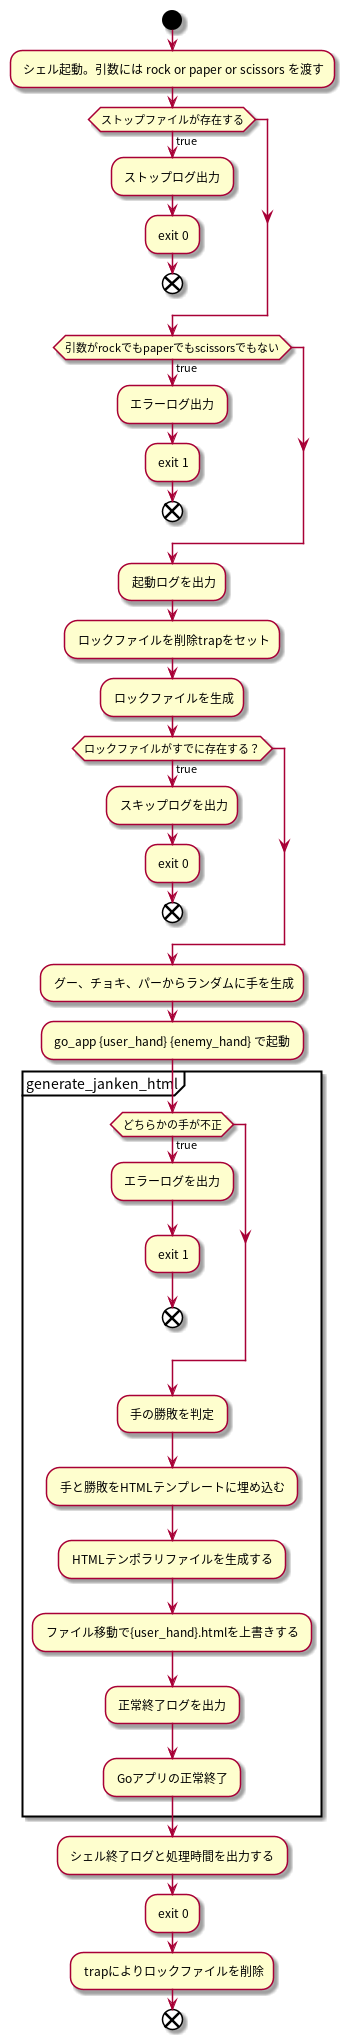 シェル起動。引数には rock or paper or scissors を渡す
ストップファイルが存在する
true
ストップログ出力
exit 0
引数がrockでもpaperでもscissorsでもない
true
エラーログ出力
exit 1
起動ログを出力
ロックファイルを削除trapをセット
ロックファイルを生成
ロックファイルがすでに存在する？
true
スキップログを出力
exit 0
グー、チョキ、パーからランダムに手を生成
go_app {user_hand} {enemy_hand} で起動
generate_janken_html
どちらかの手が不正
true
エラーログを出力
exit 1
手の勝敗を判定
手と勝敗をHTMLテンプレートに埋め込む
HTMLテンポラリファイルを生成する
ファイル移動で{user_hand}.htmlを上書きする
正常終了ログを出力
Goアプリの正常終了
シェル終了ログと処理時間を出力する
exit 0
trapによりロックファイルを削除